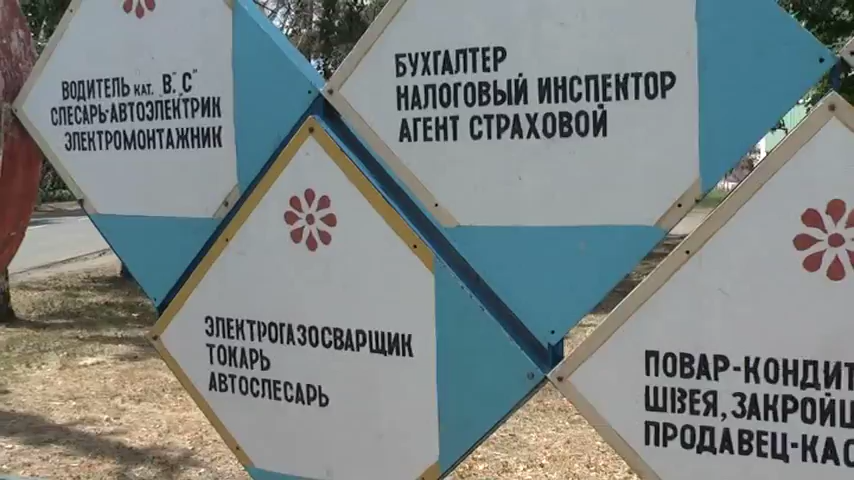 ВОДИТЕЛЬ КАТ. "В","С"
СЛЕСАРЬ-АВТОЭЛЕКТРИК
ЭЛЕКТРОМОНТАЖНИК
БУХГАЛТЕР
НАЛОГОВЫЙ ИНСПЕКТОР
АГЕНТ СТРАХОВОЙ
ЭЛЕКТРОГАЗОСВАРЩИК
ТОКАРЬ
АВТОСЛЕСАРЬ
ПОВАР-КОНДИТ
ШВЕЯ, ЗАКРОЙЩ
ПРОДАВЕЦ-КАС